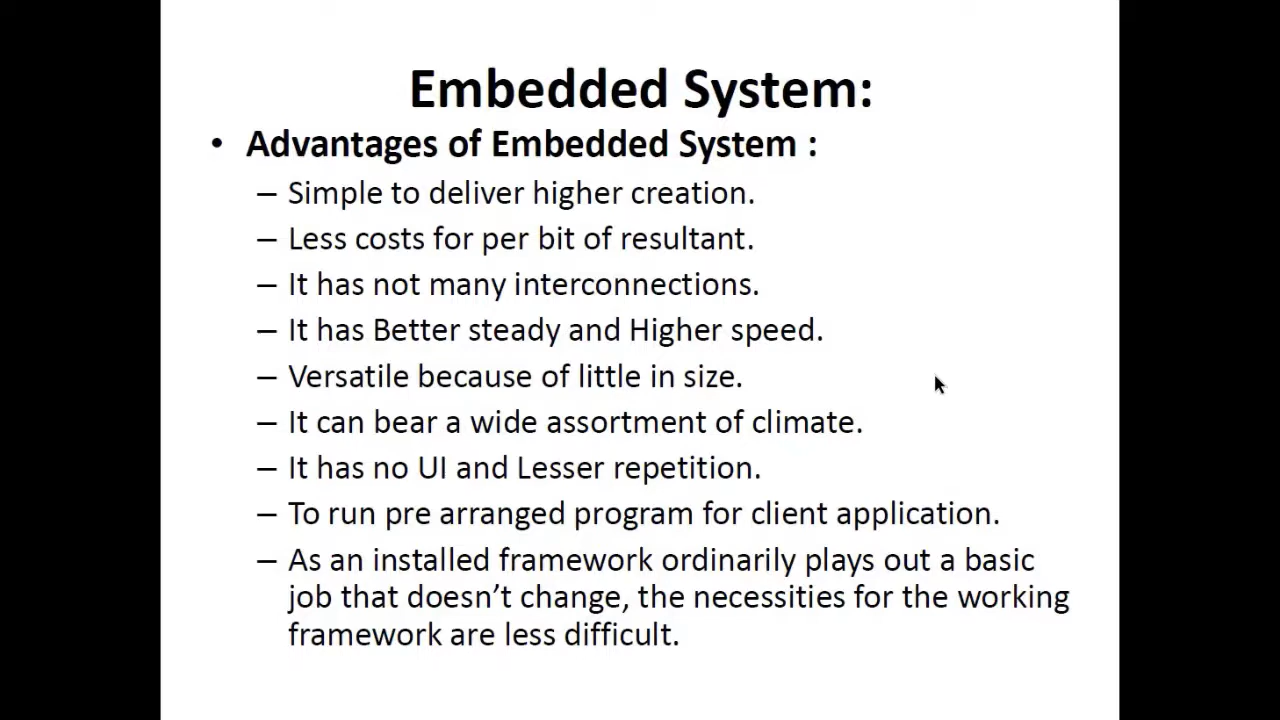 Embedded System:
• Advantages of Embedded System :
– Simple to deliver higher creation.
– Less costs for per bit of resultant.
– It has not many interconnections.
– It has Better steady and Higher speed.
– Versatile because of little in size.
– It can bear a wide assortment of climate.
– It has no UI and Lesser repetition.
– To run pre arranged program for client application.
– As an installed framework ordinarily plays out a basic
job that doesn’t change, the necessities for the working
framework are less difficult.